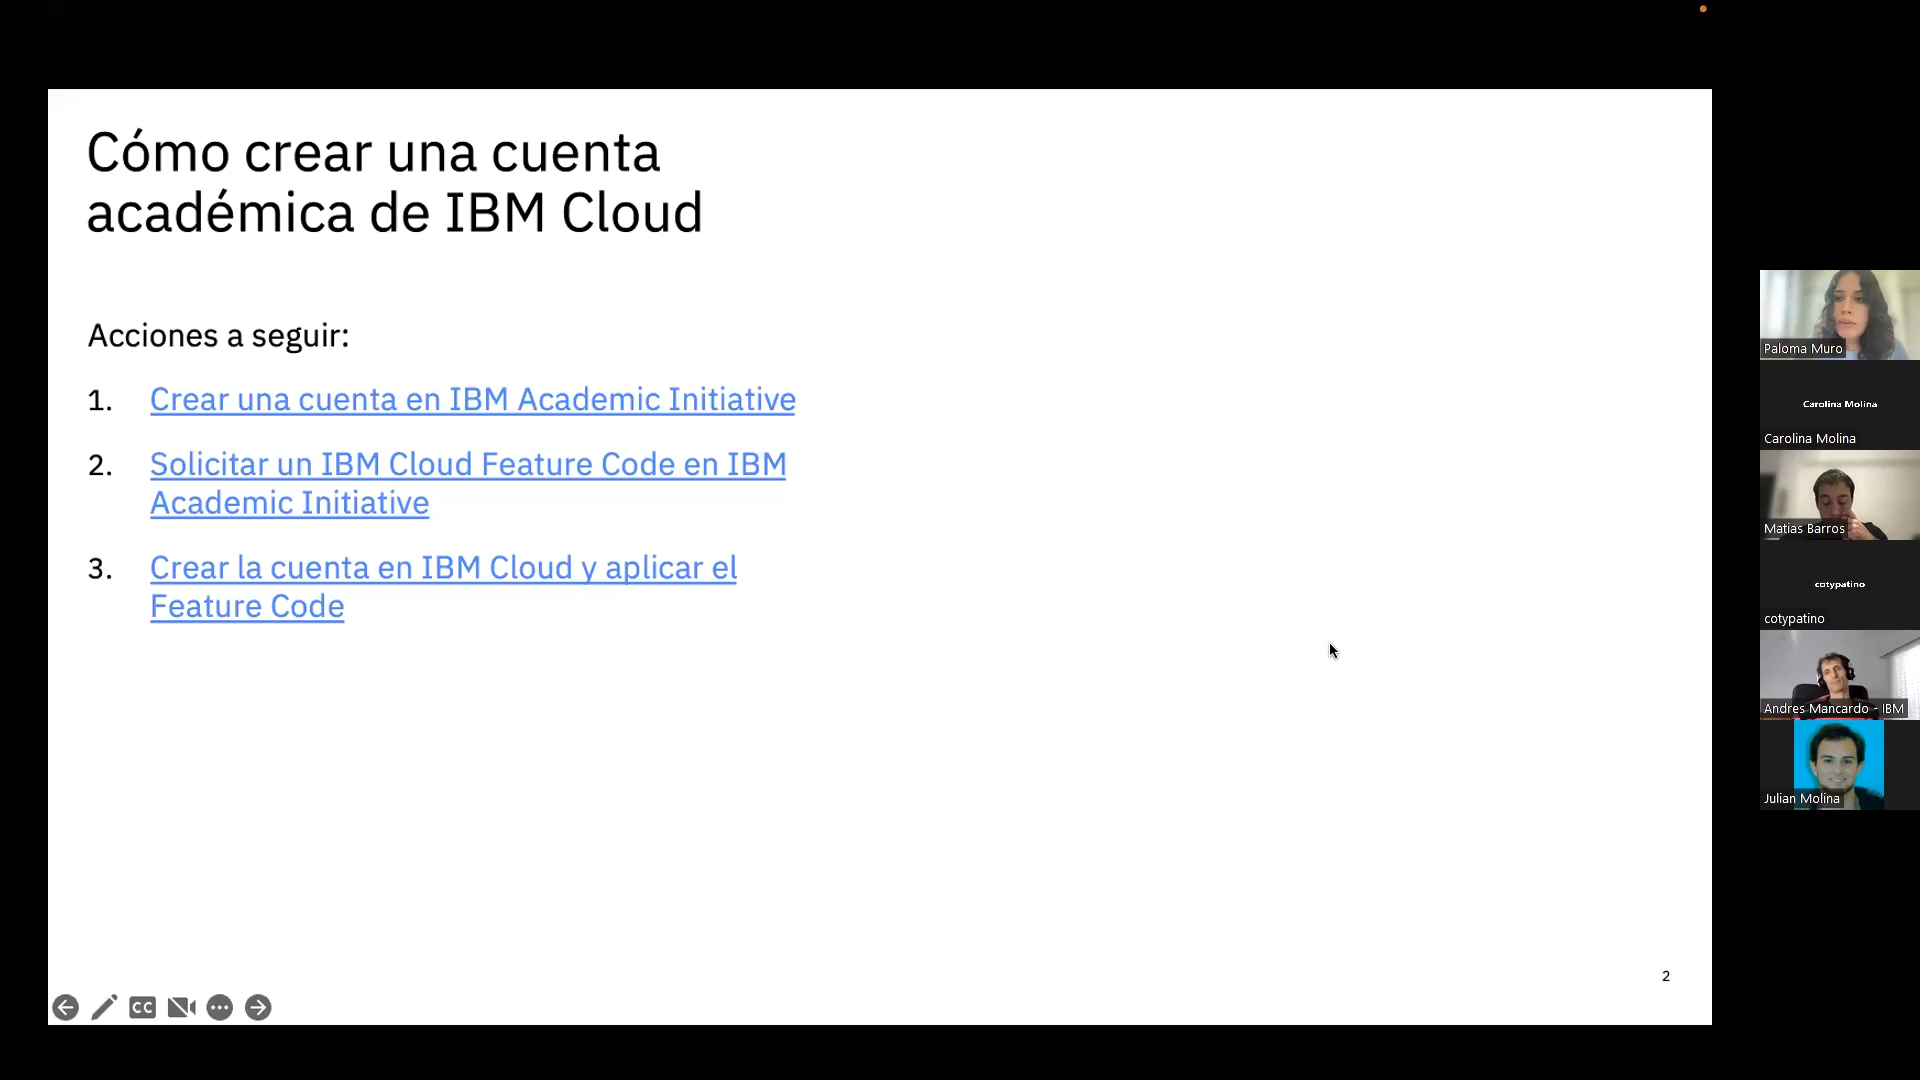 Cómo crear una cuenta
académica de IBM Cloud
Acciones a seguir:
1. Crear una cuenta en IBM Academic Initiative
2. Solicitar un IBM Cloud Feature Code en IBM
Academic Initiative
3. Crear la cuenta en IBM Cloud y aplicar el
Feature Code
2
CC
Paloma Muro
Carolina Molina
Carolina Molina
Matias Barros
cotypatino
cotypatino
Andres Mancardo - IBM
Julian Molina